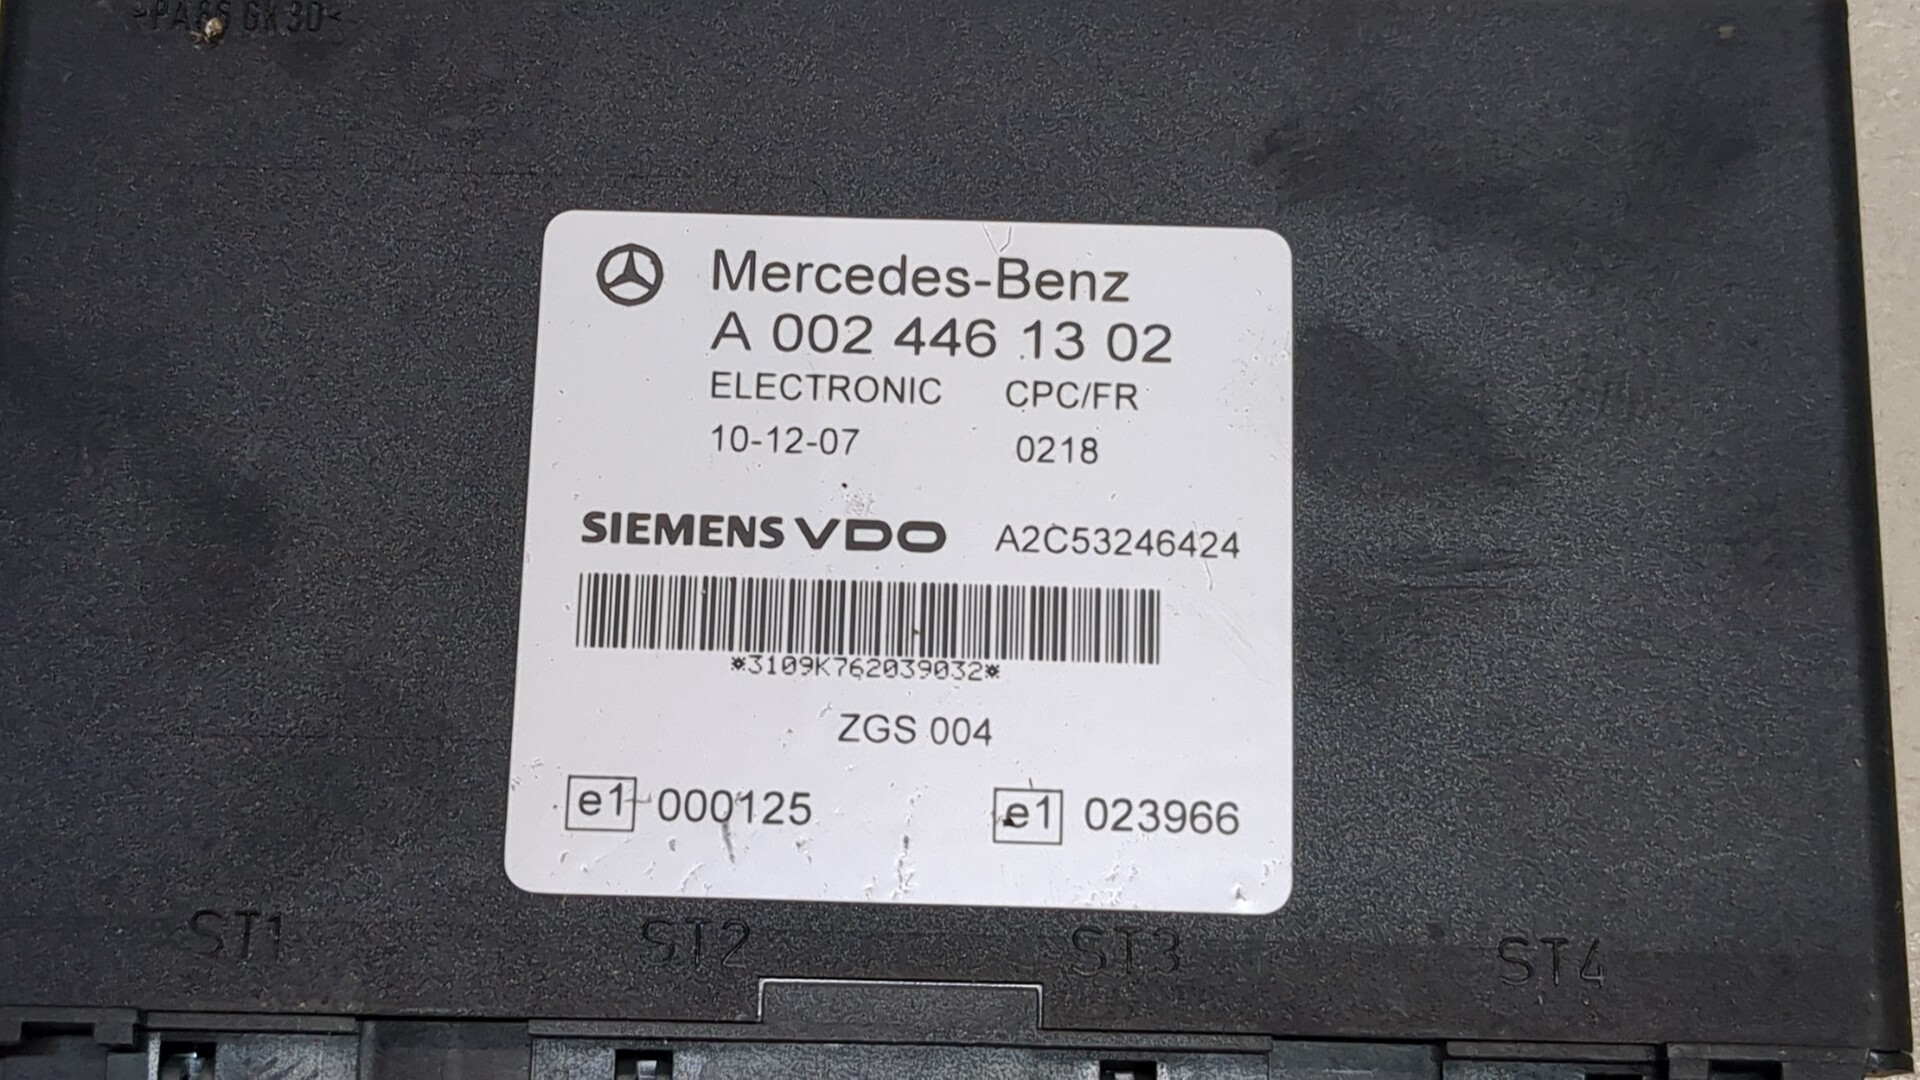 >PA66 GK30<
Mercedes-Benz
A 002 446 13 02
ELECTRONIC CPC/FR
10-12-07 0218
SIEMENS VDO A2C53246424
*3109K762039032*
ZGS 004
e1 000125 e1 023966
ST1 ST2 ST3 ST4